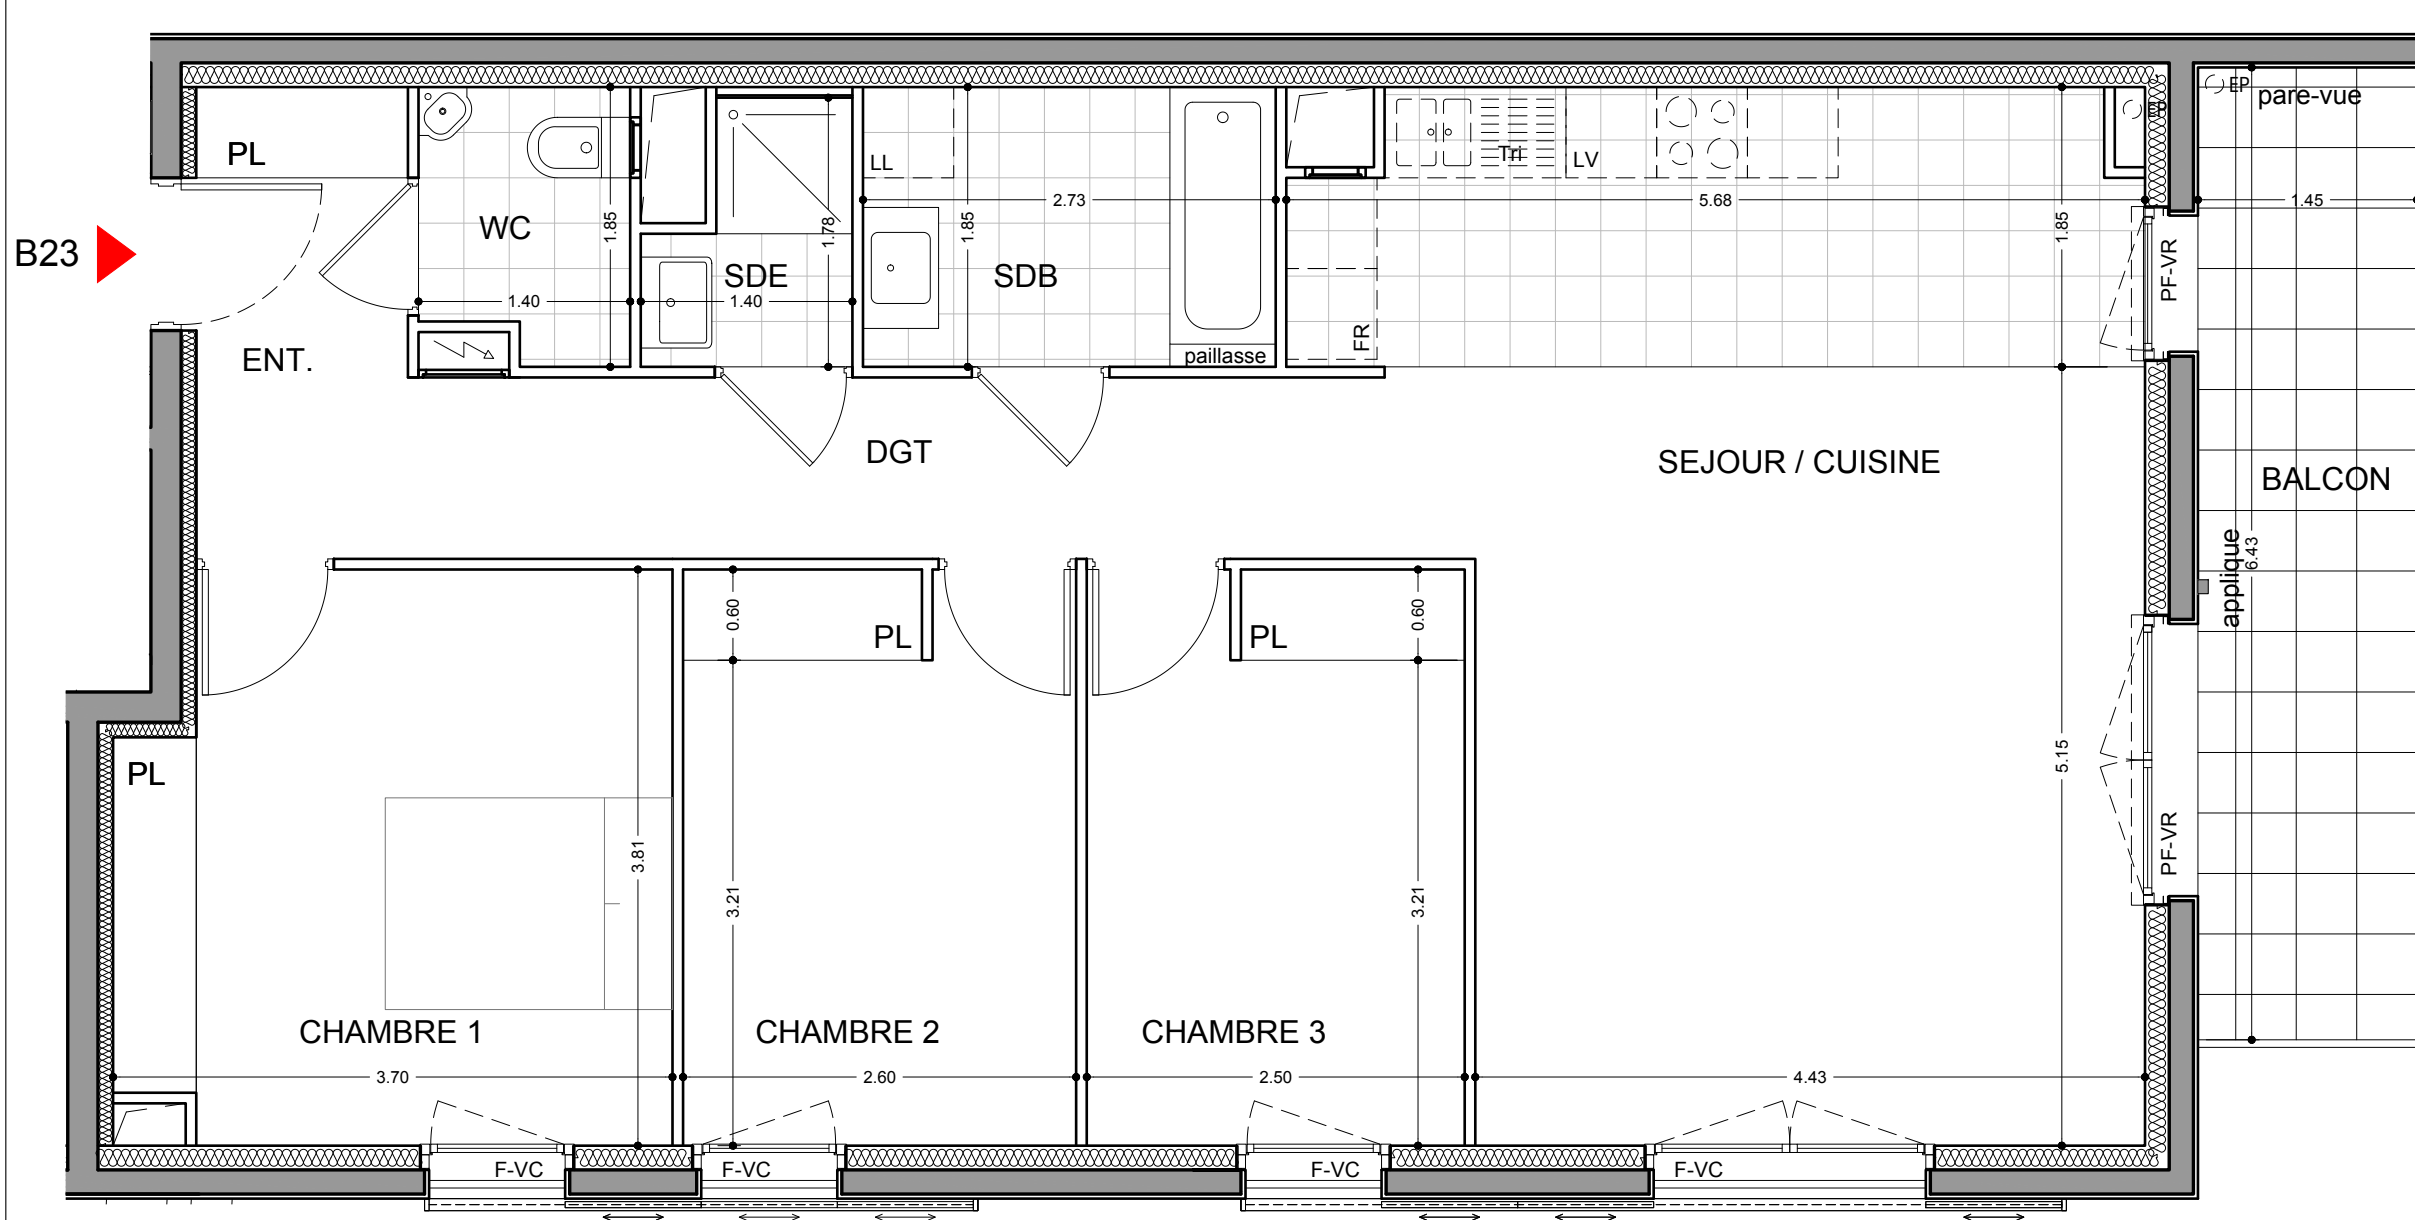 EP
EP
pare-vue
PL
LL
Tri
LV
2.73
5.68
1.45
WC
1.85
1.78
1.85
1.85
B23
SDE
SDB
PF-VR
1.40
1.40
FR
ENT.
paillasse
DGT
SEJOUR / CUISINE
BALCON
applique
6.43
0.60
0.60
PL
PL
PL
5.15
PF-VR
3.81
3.21
3.21
CHAMBRE 1
CHAMBRE 2
CHAMBRE 3
3.70
2.60
2.50
4.43
F-VC
F-VC
F-VC
F-VC